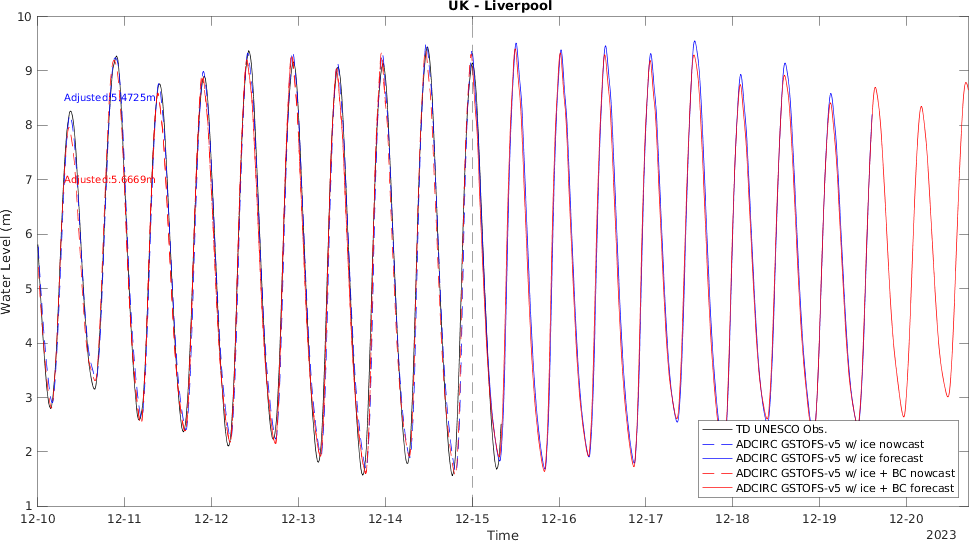 UK - Liverpool
10
9
8
7
6
5
4
3
2
1
Water Level (m)
Adjusted:5.4725m
Adjusted:5.6669m
TD UNESCO Obs.
ADCIRC GSTOFS-v5 w/ ice nowcast
ADCIRC GSTOFS-v5 w/ ice forecast
ADCIRC GSTOFS-v5 w/ ice + BC nowcast
ADCIRC GSTOFS-v5 w/ ice + BC forecast
12-10 12-11 12-12 12-13 12-14 12-15 12-16 12-17 12-18 12-19 12-20
Time
2023